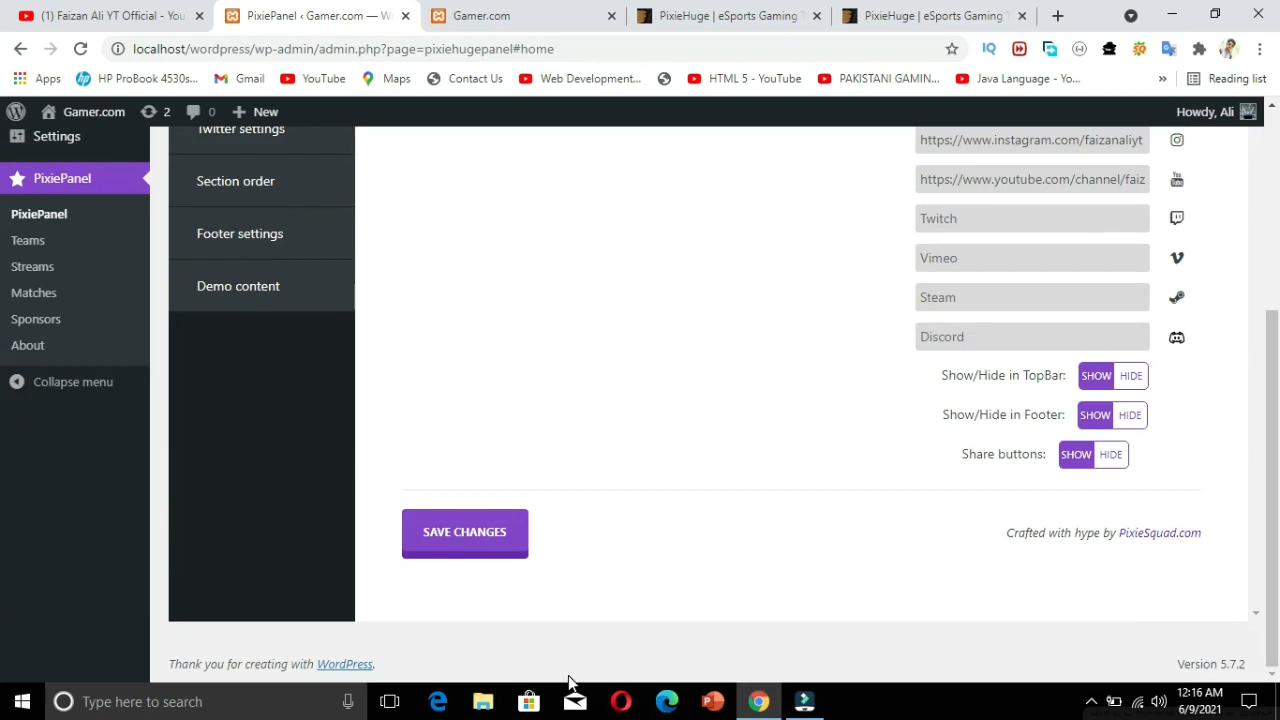 (1) Faizan Ali YT Official - You
PixiePanel ‹ Gamer.com — W
Gamer.com
PixieHuge | eSports Gaming T
PixieHuge | eSports Gaming T
localhost/wordpress/wp-admin/admin.php?page=pixiehugepanel#home
Apps
HP ProBook 4530s...
Gmail
YouTube
Maps
Contact Us
Web Development...
HTML 5 - YouTube
PAKISTANI GAMIN...
Java Language - Yo...
»
Reading list
Gamer.com
2
0
New
Howdy, Ali
Settings
PixiePanel
PixiePanel
Teams
Streams
Matches
Sponsors
About
Collapse menu
Twitter settings
Section order
Footer settings
Demo content
https://www.instagram.com/faizanaliyt
https://www.youtube.com/channel/faiz
Twitch
Vimeo
Steam
Discord
Show/Hide in TopBar: SHOW HIDE
Show/Hide in Footer: SHOW HIDE
Share buttons: SHOW HIDE
SAVE CHANGES
Crafted with hype by PixieSquad.com
Thank you for creating with WordPress.
Version 5.7.2
Type here to search
12:16 AM
6/9/2021